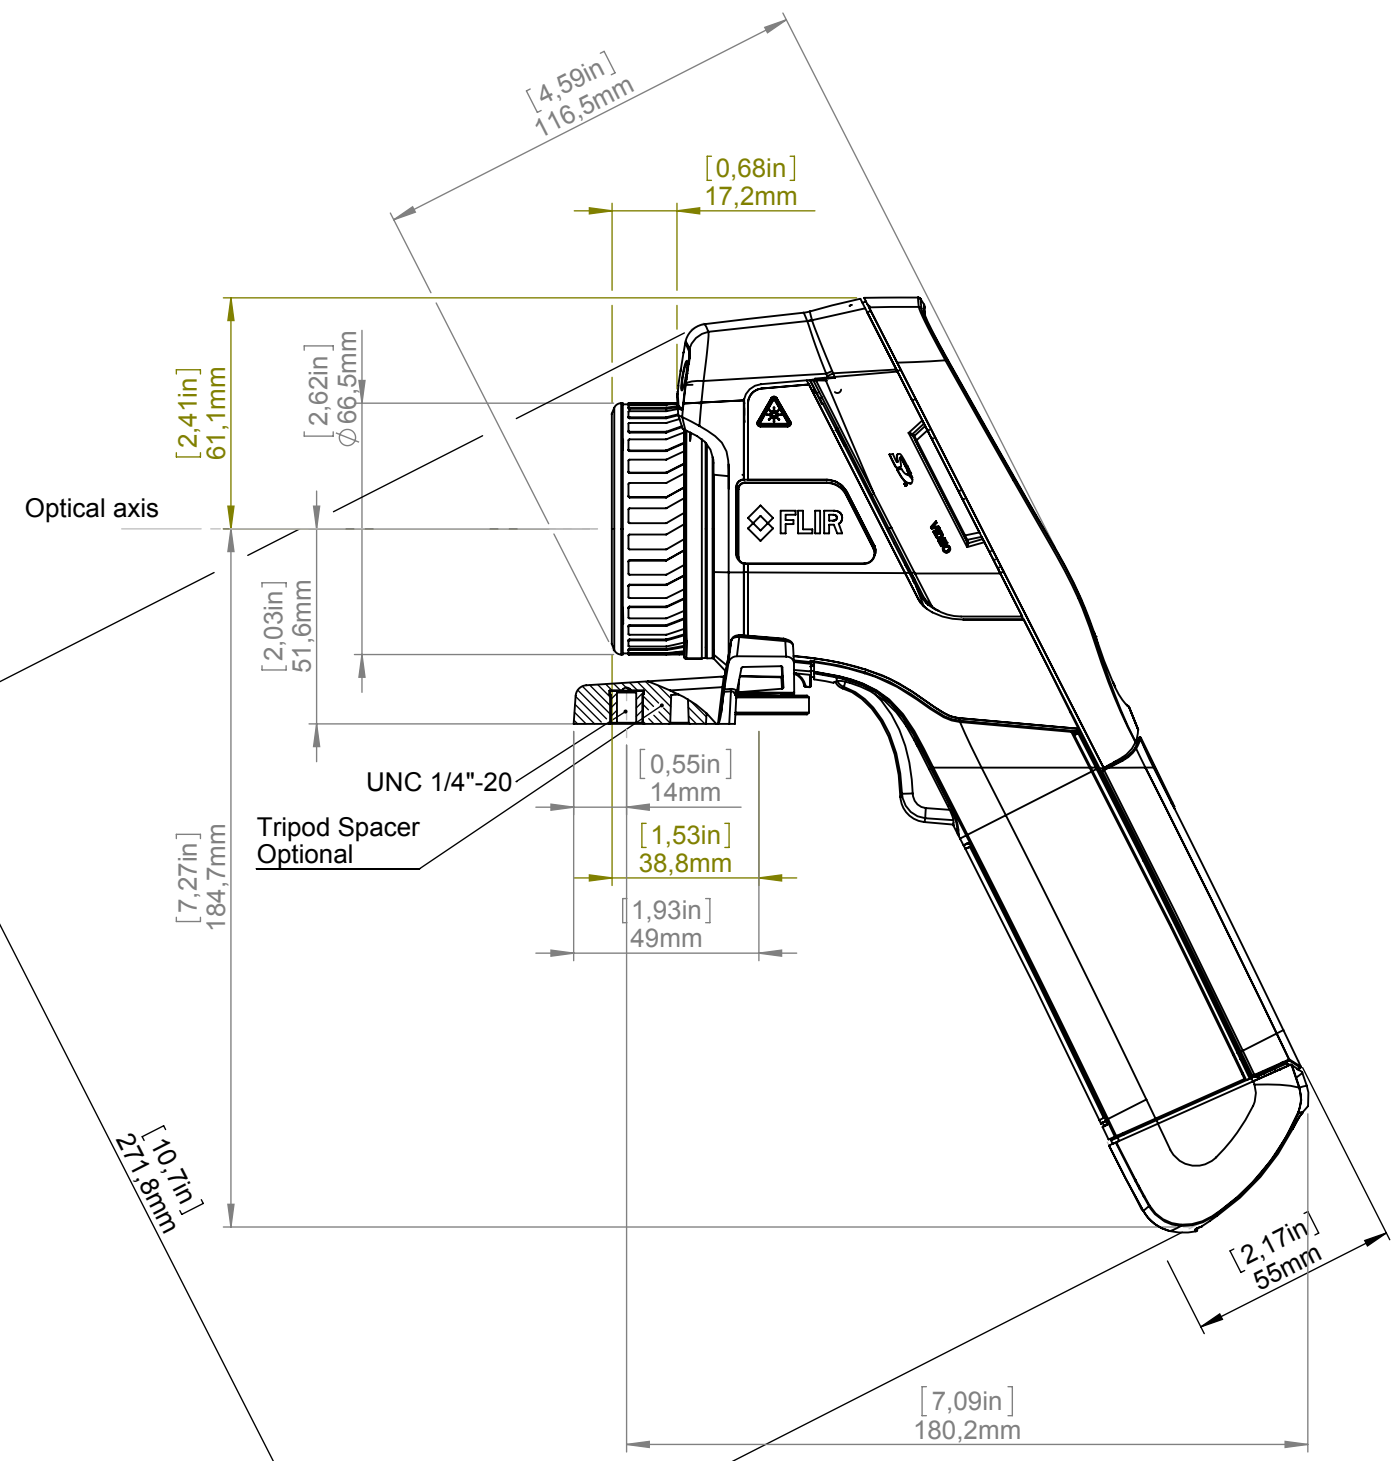 [4,59in]
116,5mm
[0,68in]
17,2mm
[2,41in]
61,1mm
[2,62in]
∅66,5mm
Optical axis
FLIR
VIDEO
[2,03in]
51,6mm
UNC 1/4"-20
[0,55in]
14mm
Tripod Spacer
Optional
[1,53in]
38,8mm
[7,27in]
184,7mm
[1,93in]
49mm
[10,7in]
271,8mm
[2,17in]
55mm
[7,09in]
180,2mm